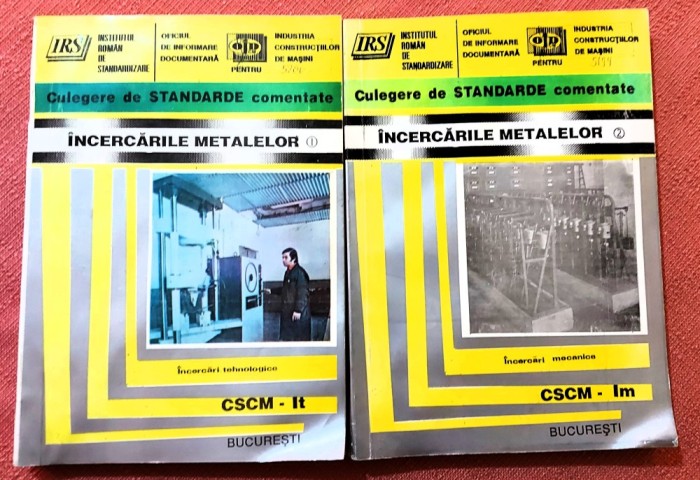 IRS
INSTITUTUL
ROMÂN
DE
STANDARDIZARE
OFICIUL
DE INFORMARE
DOCUMENTARĂ
OID
PENTRU
INDUSTRIA
CONSTRUCȚIILOR
DE MAȘINI
Culegere de STANDARDE comentate
ÎNCERCĂRILE METALELOR 1
Încercări tehnologice
CSCM - It
BUCUREȘTI
IRS
INSTITUTUL
ROMÂN
DE
STANDARDIZARE
OFICIUL
DE INFORMARE
DOCUMENTARĂ
OID
PENTRU
INDUSTRIA
CONSTRUCȚIILOR
DE MAȘINI
Culegere de STANDARDE comentate
ÎNCERCĂRILE METALELOR 2
Încercări mecanice
CSCM - Im
BUCUREȘTI